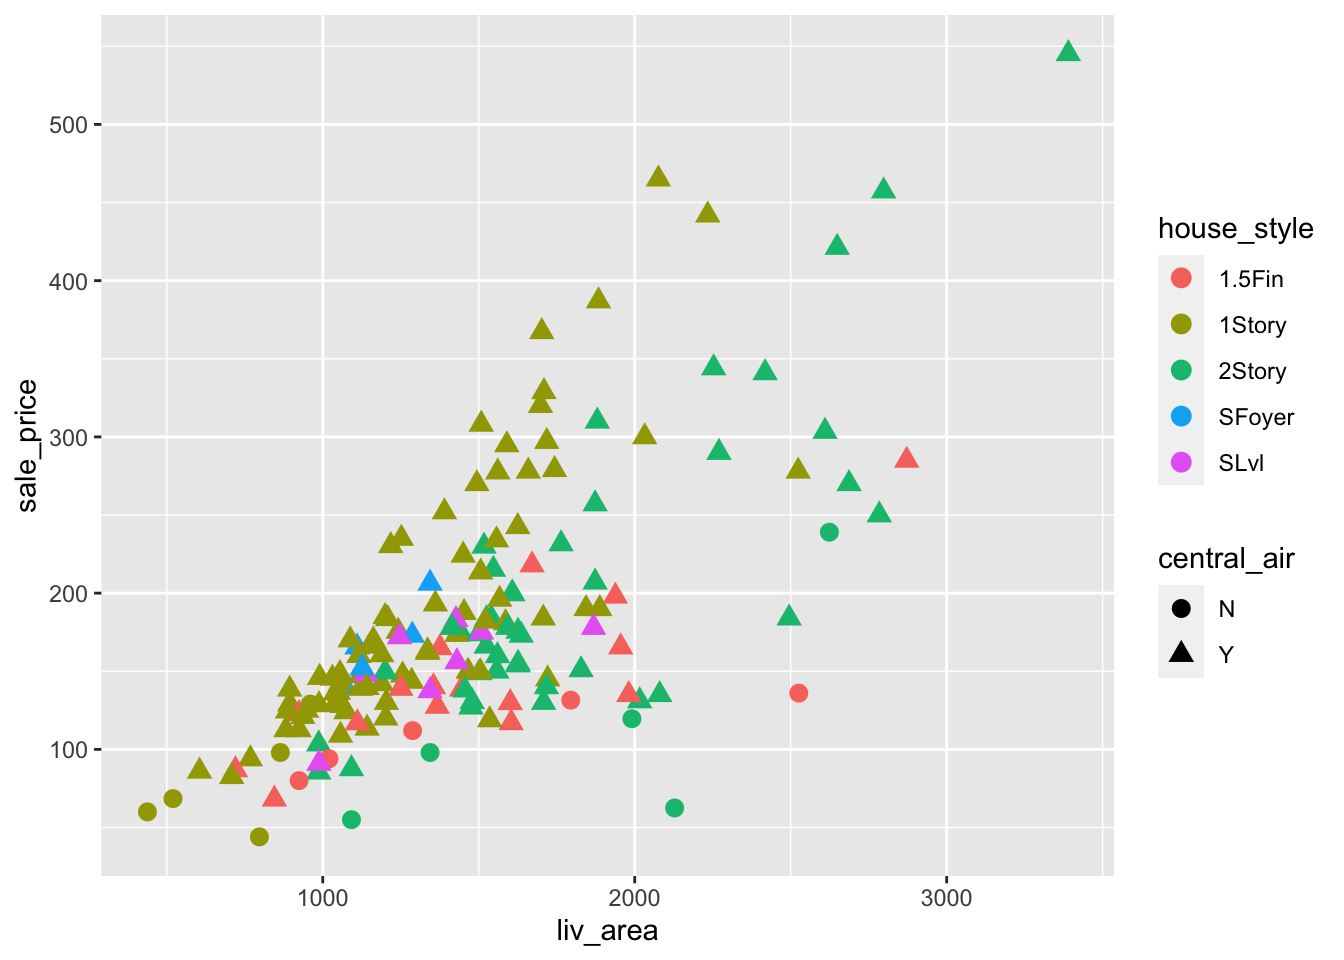 500
400
300
200
100
sale_price
1000 2000 3000
liv_area
house_style
1.5Fin
1Story
2Story
SFoyer
SLvl
central_air
N
Y